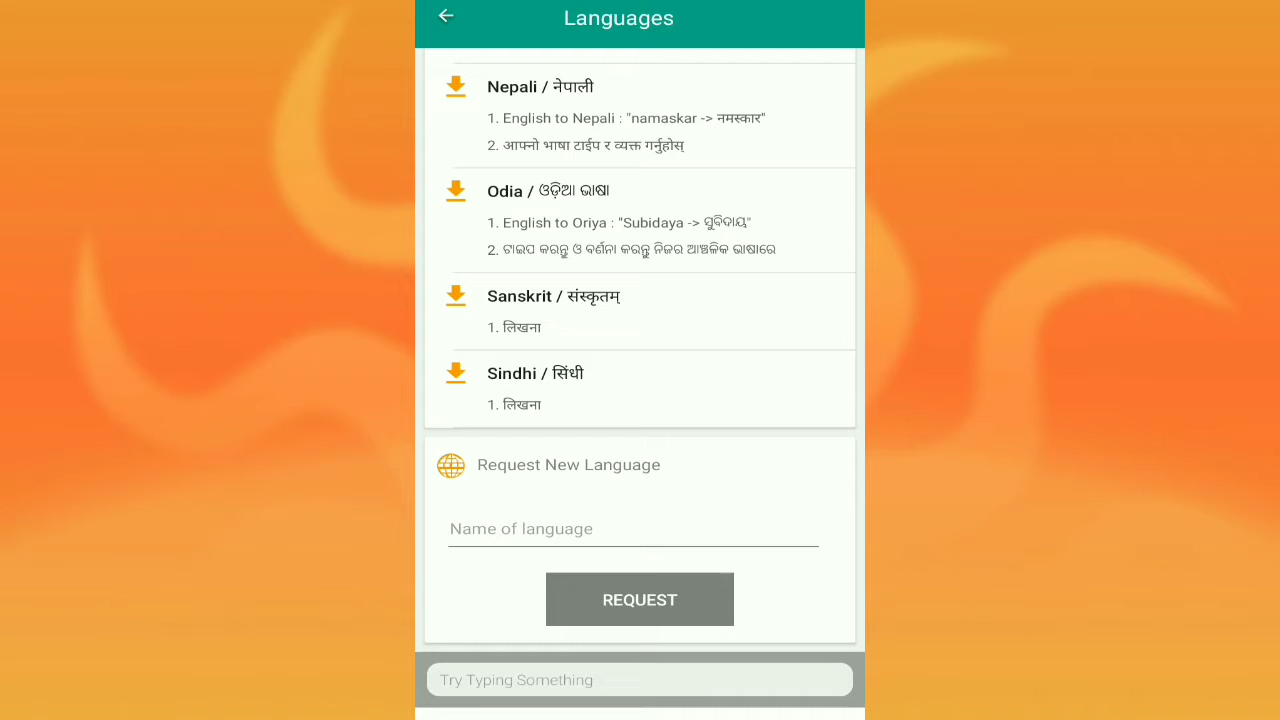 Languages
Nepali / नेपाली
1. English to Nepali : "namaskar -> नमस्कार"
2. आफ्नो भाषा टाईप र व्यक्त गर्नुहोस्
Odia / ଓଡ଼ିଆ ଭାଷା
1. English to Oriya : "Subidaya -> ସୁବିଦାୟ"
2. ଟାଇପ କରନ୍ତୁ ଓ ବର୍ଣନା କରନ୍ତୁ ନିଜର ଆଞ୍ଚଳିକ ଭାଷାରେ
Sanskrit / संस्कृतम्
1. लिखना
Sindhi / सिंधी
1. लिखना
Request New Language
Name of language
REQUEST
Try Typing Something